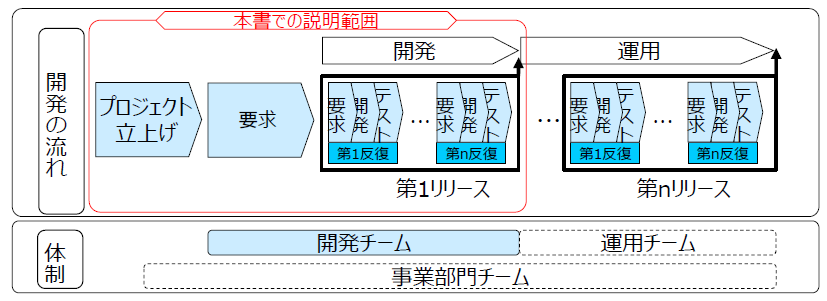 本書での説明範囲
開発の流れ
開発
運用
プロジェクト
立上げ
要求
要求
開発
テスト
…
要求
開発
テスト
第1反復
第n反復
第1リリース
…
要求
開発
テスト
…
要求
開発
テスト
第1反復
第n反復
第nリリース
体制
開発チーム
運用チーム
事業部門チーム